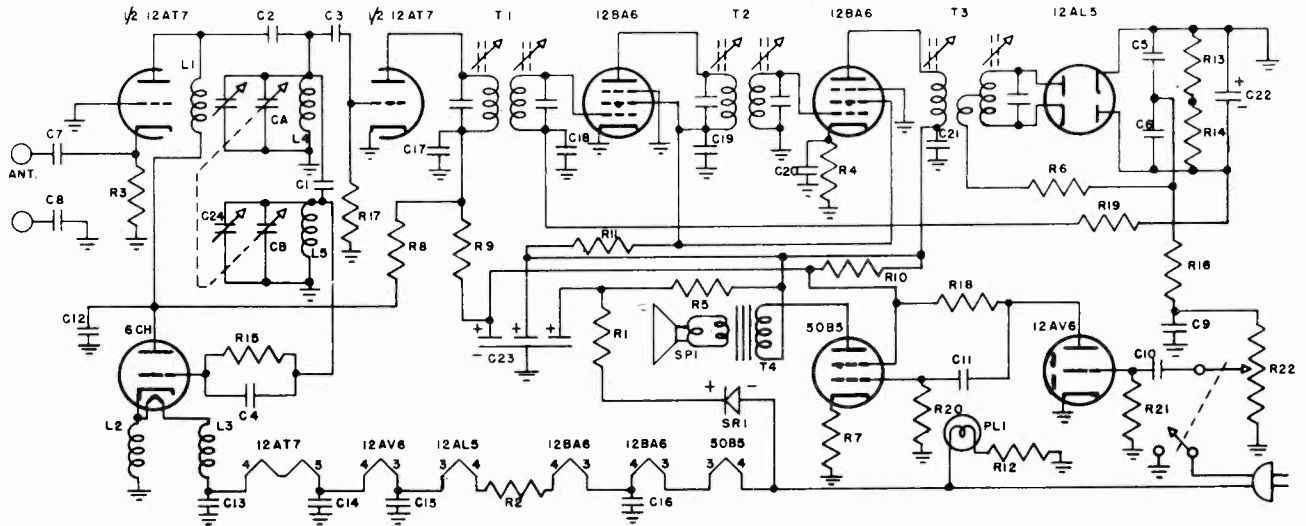 1/2 12AT7 C2 C3 1/2 12AT7 T1 12BA6 T2 12BA6 T3 12AL5
L1 C5 R13
CA C22
+
-
C7 L4 C17 C18 C19 C21 C6 R14
ANT. R3 C1 C20 R4 R6
C8 C24 R17 R19
CB L5 R8 R9 R11 R10 R16
C12 R5 R18
6CH R15 + - C23 + + R1 SP1 T4 50B5 C11 12AV6 C9
C4 C10 R22
+ - SR1 R20 R21
L2 L3 R7 PL1
12AT7 12AV6 12AL5 12BA6 12BA6 50B5 R12
4 5 4 3 3 4 4 3 4 3 3 4
R2
C13 C14 C15 C16